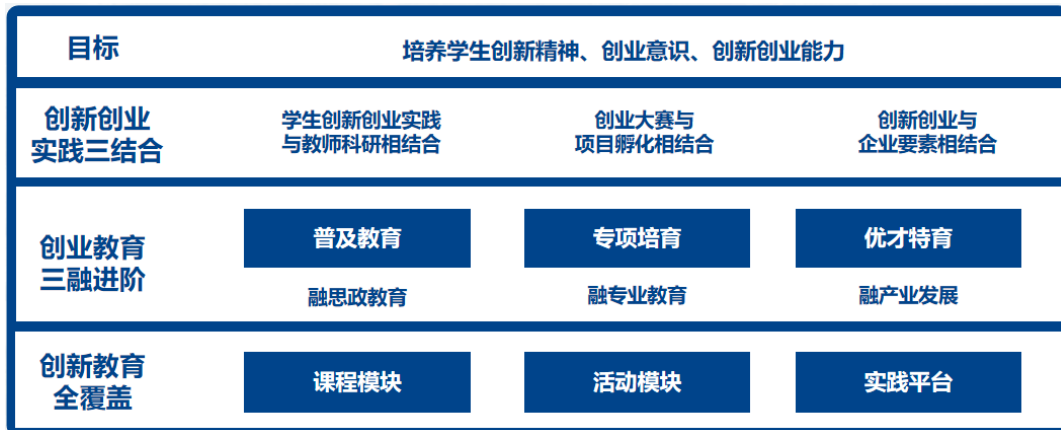 目标
培养学生创新精神、创业意识、创新创业能力
创新创业
实践三结合
学生创新创业实践
与教师科研相结合
创业大赛与
项目孵化相结合
创新创业与
企业要素相结合
创业教育
三融进阶
普及教育
专项培育
优才特育
融思政教育
融专业教育
融产业发展
创新教育
全覆盖
课程模块
活动模块
实践平台